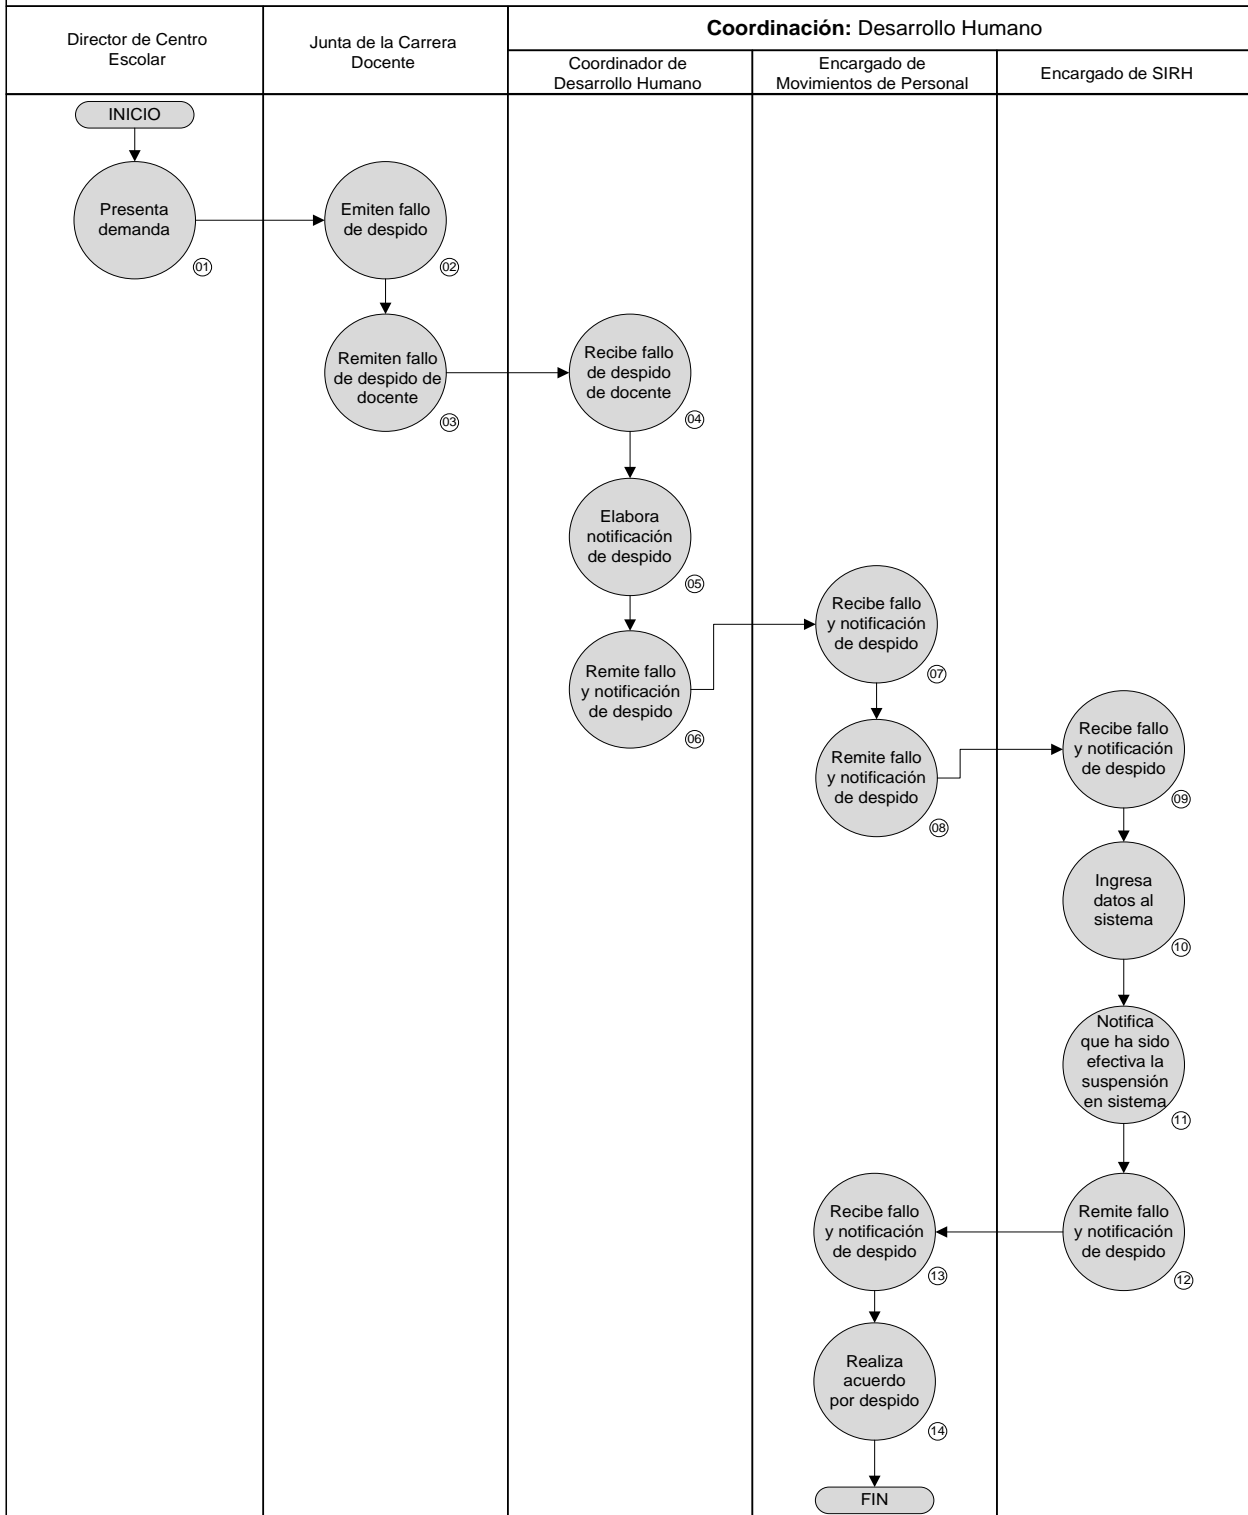 Director de Centro
Escolar
Junta de la Carrera
Docente
Coordinación: Desarrollo Humano
Coordinador de
Desarrollo Humano
Encargado de
Movimientos de Personal
Encargado de SIRH
INICIO
Presenta
demanda
01
Emiten fallo
de despido
02
Remiten fallo
de despido de
docente
03
Recibe fallo
de despido
de docente
04
Elabora
notificación
de despido
05
Remite fallo
y notificación
de despido
06
Recibe fallo
y notificación
de despido
07
Remite fallo
y notificación
de despido
08
Recibe fallo
y notificación
de despido
09
Ingresa
datos al
sistema
10
Notifica
que ha sido
efectiva la
suspensión
en sistema
11
Remite fallo
y notificación
de despido
12
Recibe fallo
y notificación
de despido
13
Realiza
acuerdo
por despido
14
FIN